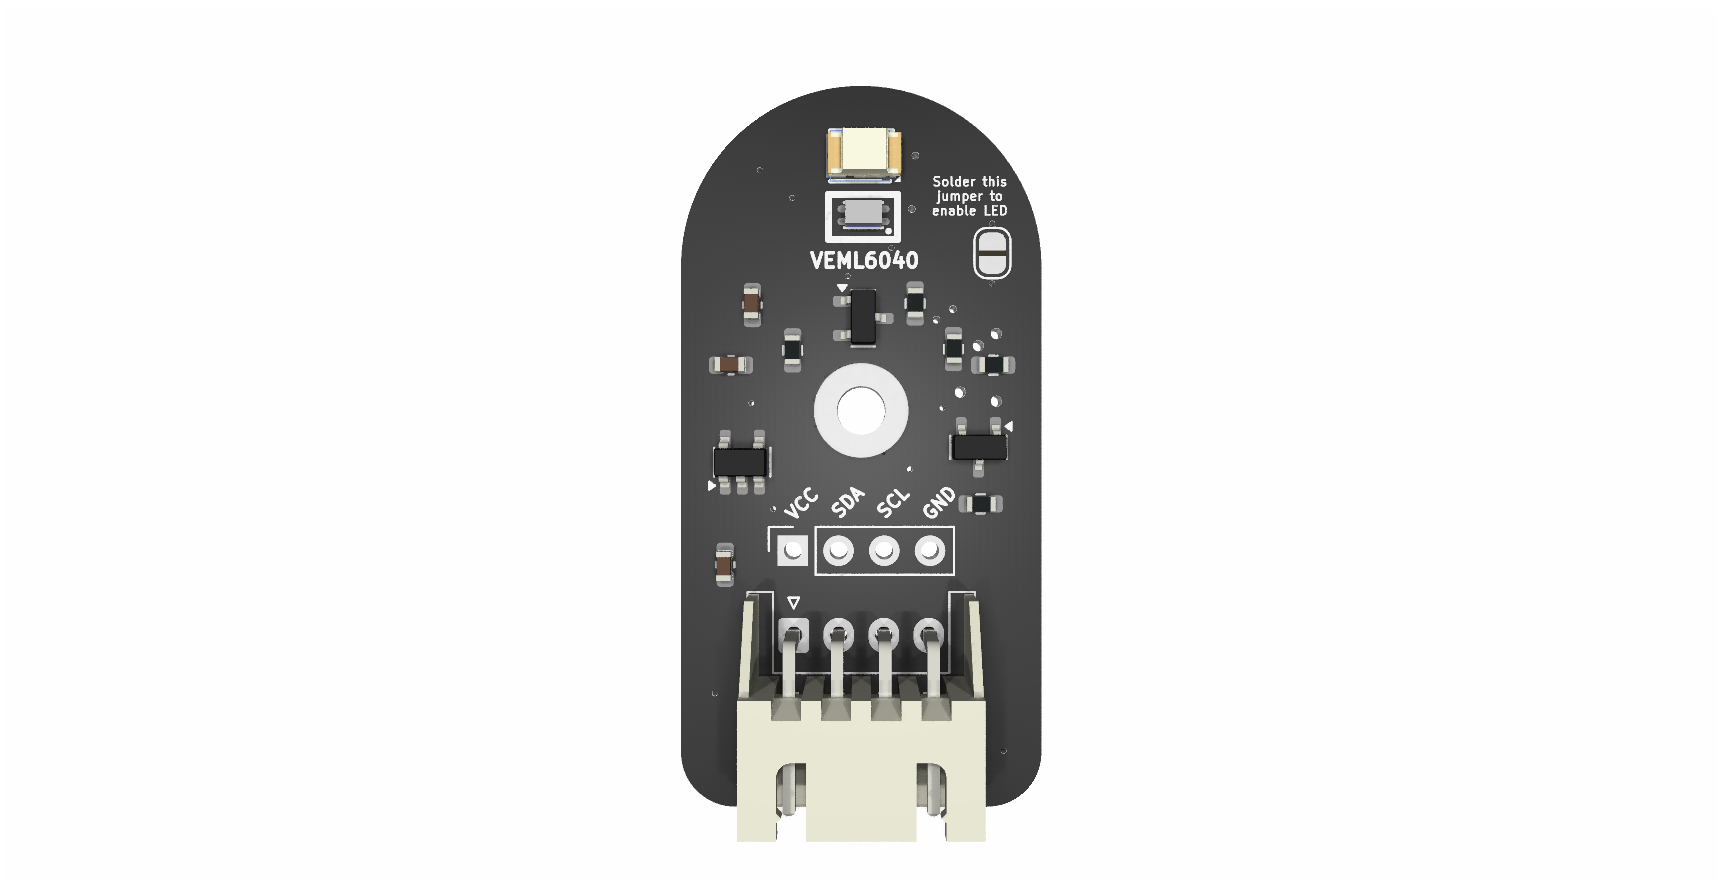 Solder this
jumper to
enable LED
VEML6040
VCC SDA SCL GND